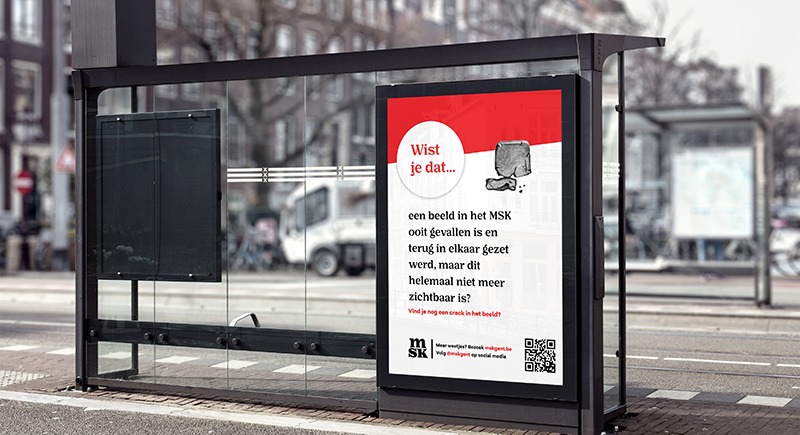 Wist
je dat...
een beeld in het MSK
ooit gevallen is en
terug in elkaar gezet
werd, maar dit
helemaal niet meer
zichtbaar is?
Vind je nog een crack in het beeld?
m
sk
Meer weetjes? Bezoek mskgent.be
Volg @mskgent op social media